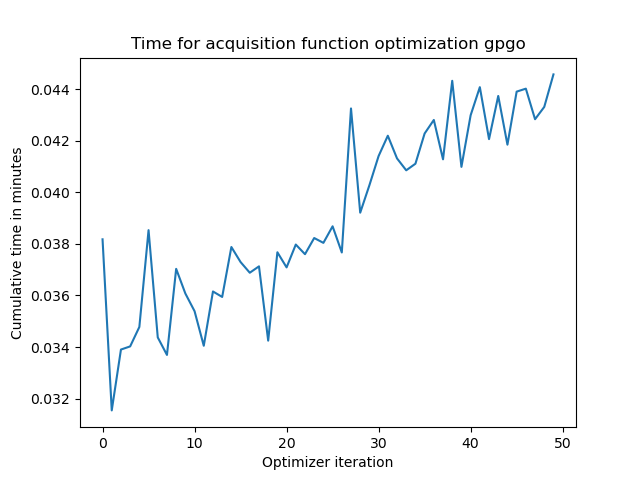 Time for acquisition function optimization gpgo
Cumulative time in minutes
0.044
0.042
0.040
0.038
0.036
0.034
0.032
0 10 20 30 40 50
Optimizer iteration